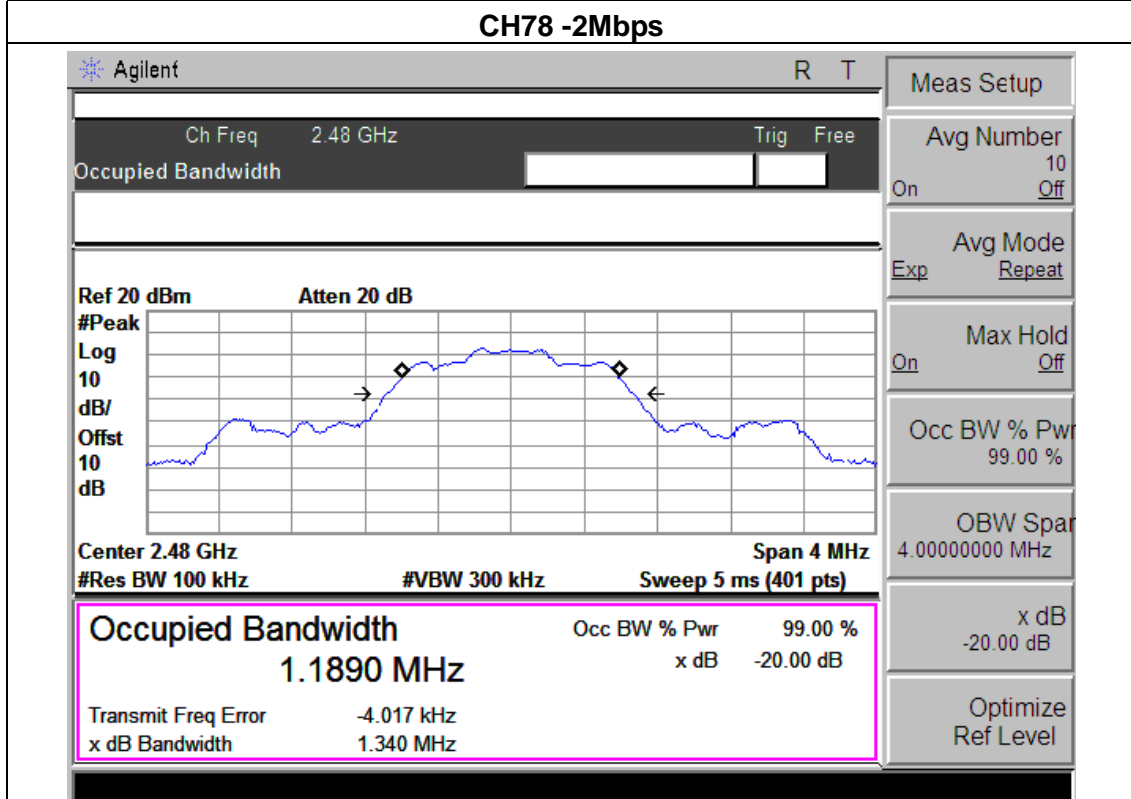 CH78 -2Mbps
Agilent R T
Ch Freq 2.48 GHz Trig Free
Occupied Bandwidth
Ref 20 dBm Atten 20 dB
#Peak
Log
10
dB/
Offst
10
dB
Center 2.48 GHz Span 4 MHz
#Res BW 100 kHz #VBW 300 kHz Sweep 5 ms (401 pts)
Occupied Bandwidth Occ BW % Pwr 99.00 %
1.1890 MHz x dB -20.00 dB
Transmit Freq Error -4.017 kHz
x dB Bandwidth 1.340 MHz
Meas Setup
Avg Number
10
On Off
Avg Mode
Exp Repeat
Max Hold
On Off
Occ BW % Pwr
99.00 %
OBW Span
4.00000000 MHz
x dB
-20.00 dB
Optimize
Ref Level